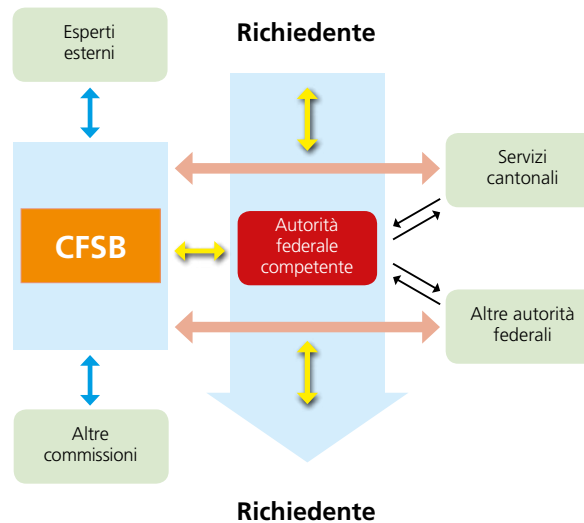 Esperti
esterni
Richiedente
Servizi
cantonali
CFSB
Autorità
federale
competente
Altre autorità
federali
Altre
commissioni
Richiedente